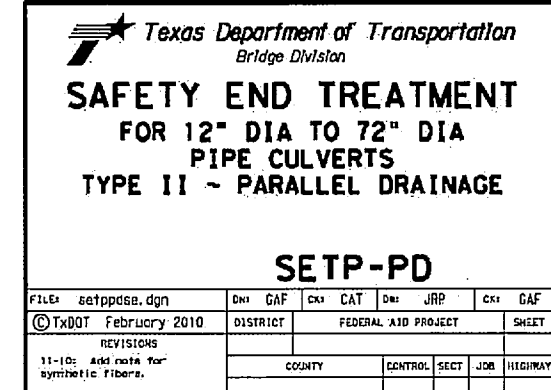 Texas Department of Transportation
Bridge Division
SAFETY END TREATMENT
FOR 12" DIA TO 72" DIA
PIPE CULVERTS
TYPE II ~ PARALLEL DRAINAGE
SETP-PD
FILE: setppdse.dgn DN: GAF CK: CAT DW: JRP CK: GAF
©TxDOT February 2010 DISTRICT FEDERAL AID PROJECT SHEET
REVISIONS
11-10: Add note for
synthetic fibers.
COUNTY CONTROL SECT JOB HIGHWAY